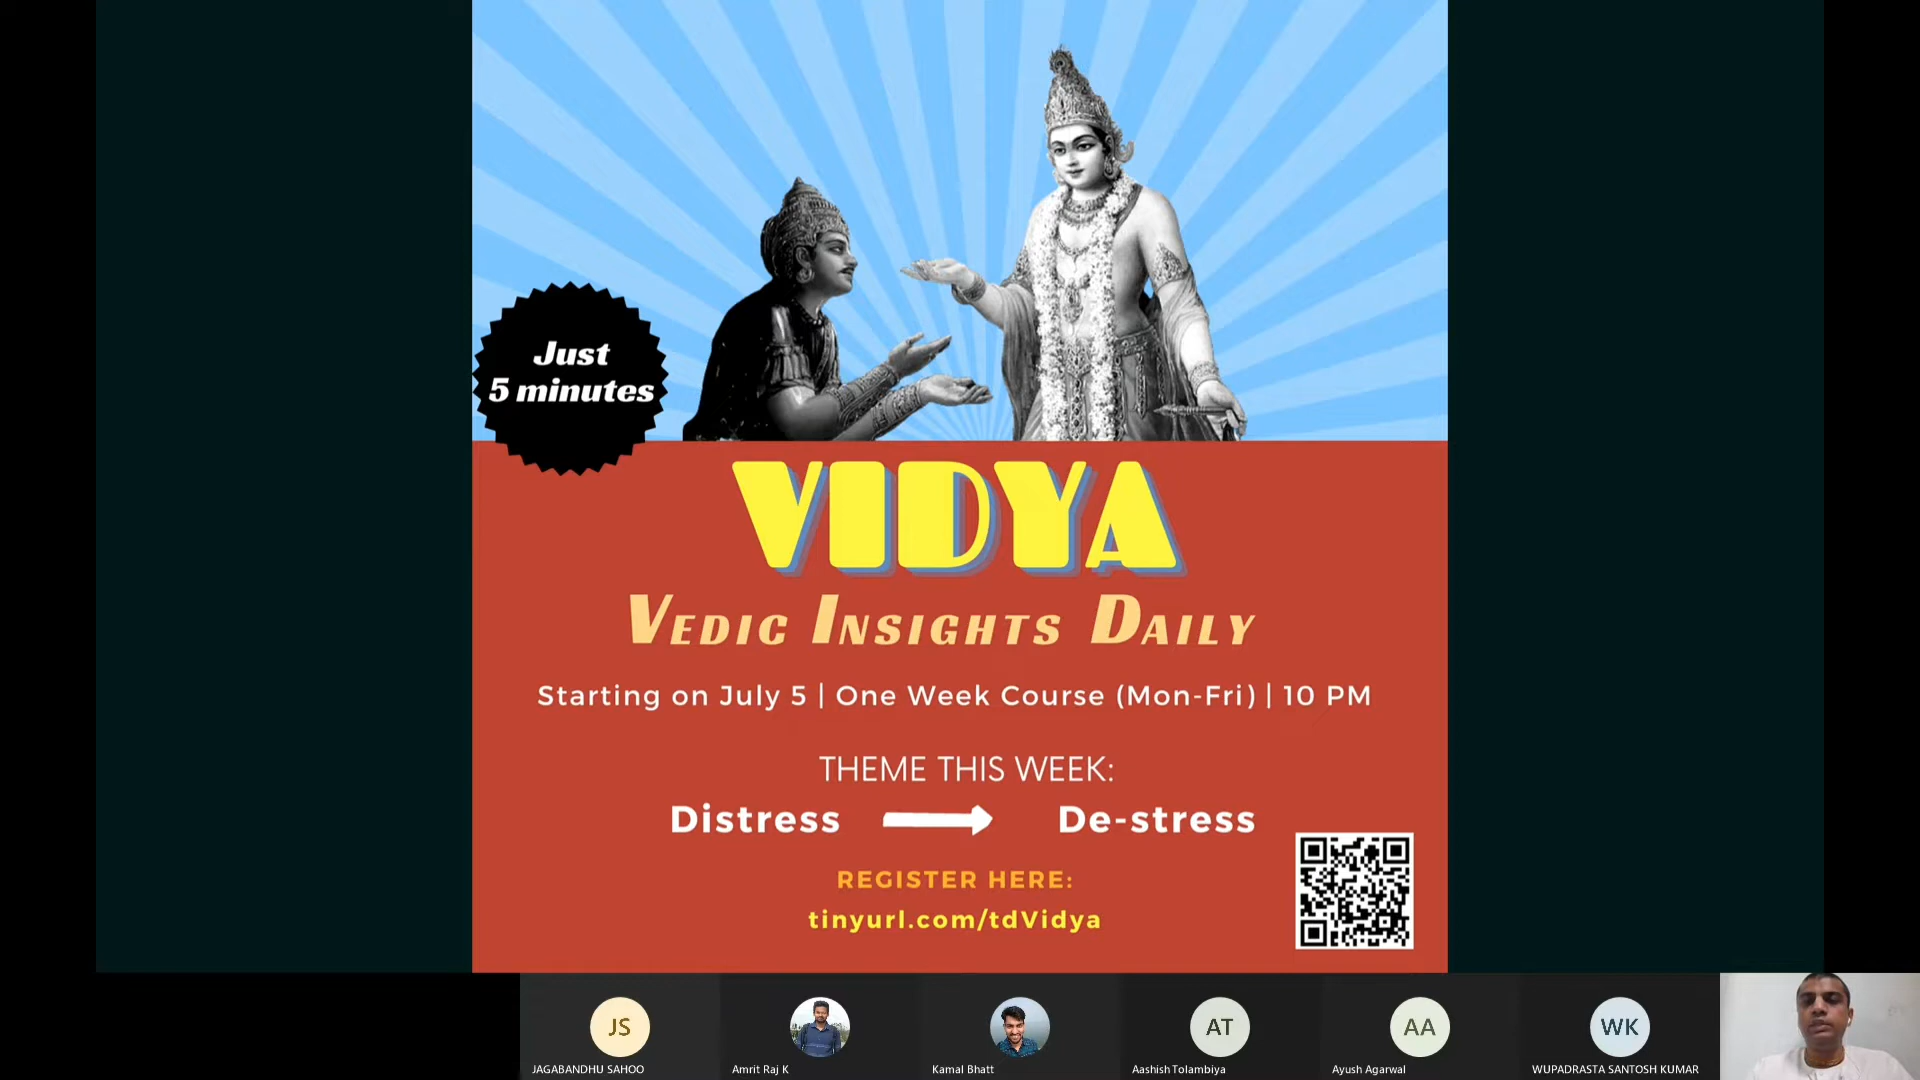 Just
5 minutes
VIDYA
VEDIC INSIGHTS DAILY
Starting on July 5 | One Week Course (Mon-Fri) | 10 PM
THEME THIS WEEK:
Distress De-stress
REGISTER HERE:
tinyurl.com/tdVidya
JS AT AA WK
JAGABANDHU SAHOO Amrit Raj K Kamal Bhatt Aashish Tolambiya Ayush Agarwal WUPADRASTA SANTOSH KUMAR